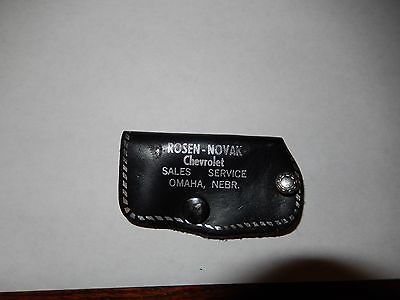 ROSEN-NOVAK
Chevrolet
SALES SERVICE
OMAHA, NEBR.